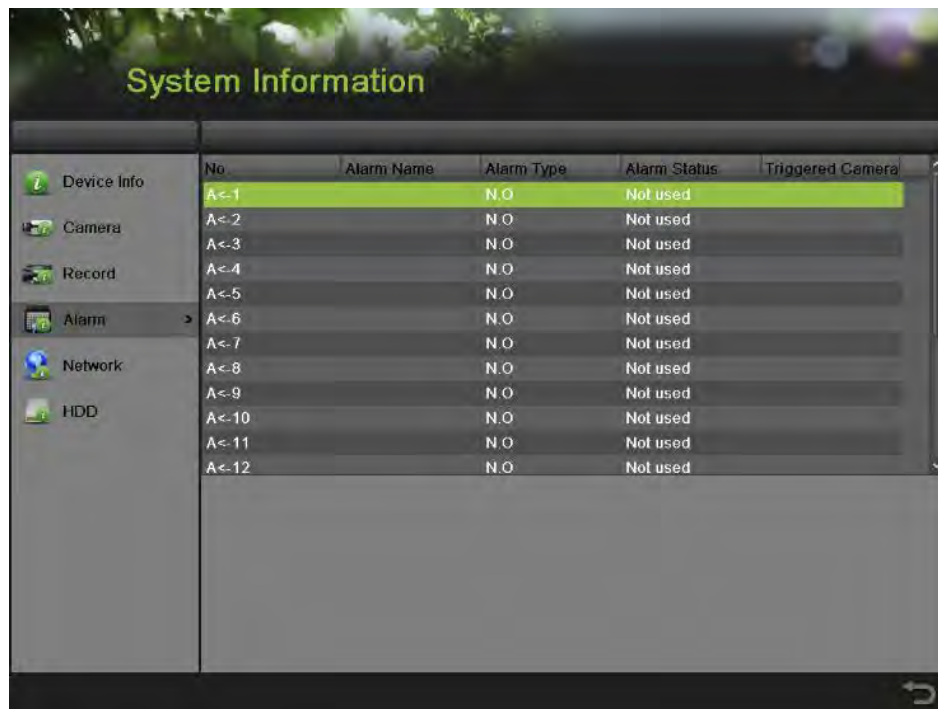 System Information
Device Info
Camera
Record
Alarm >
Network
HDD
No. Alarm Name Alarm Type Alarm Status Triggered Camera
A<-1 N.O Not used
A<-2 N.O Not used
A<-3 N.O Not used
A<-4 N.O Not used
A<-5 N.O Not used
A<-6 N.O Not used
A<-7 N.O Not used
A<-8 N.O Not used
A<-9 N.O Not used
A<-10 N.O Not used
A<-11 N.O Not used
A<-12 N.O Not used